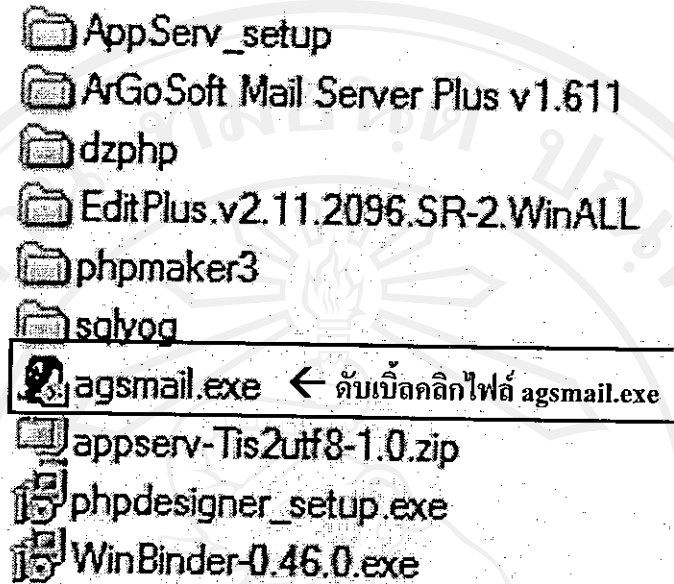 AppServ_setup
ArGoSoft Mail Server Plus v1.611
dzphp
EditPlus.v2.11.2096.SR-2.WinALL
phpmaker3
sqlyog
agsmail.exe ← ดับเบิ้ลคลิกไฟล์ agsmail.exe
appserv-Tis2utf8-1.0.zip
phpdesigner_setup.exe
WinBinder-0.46.0.exe